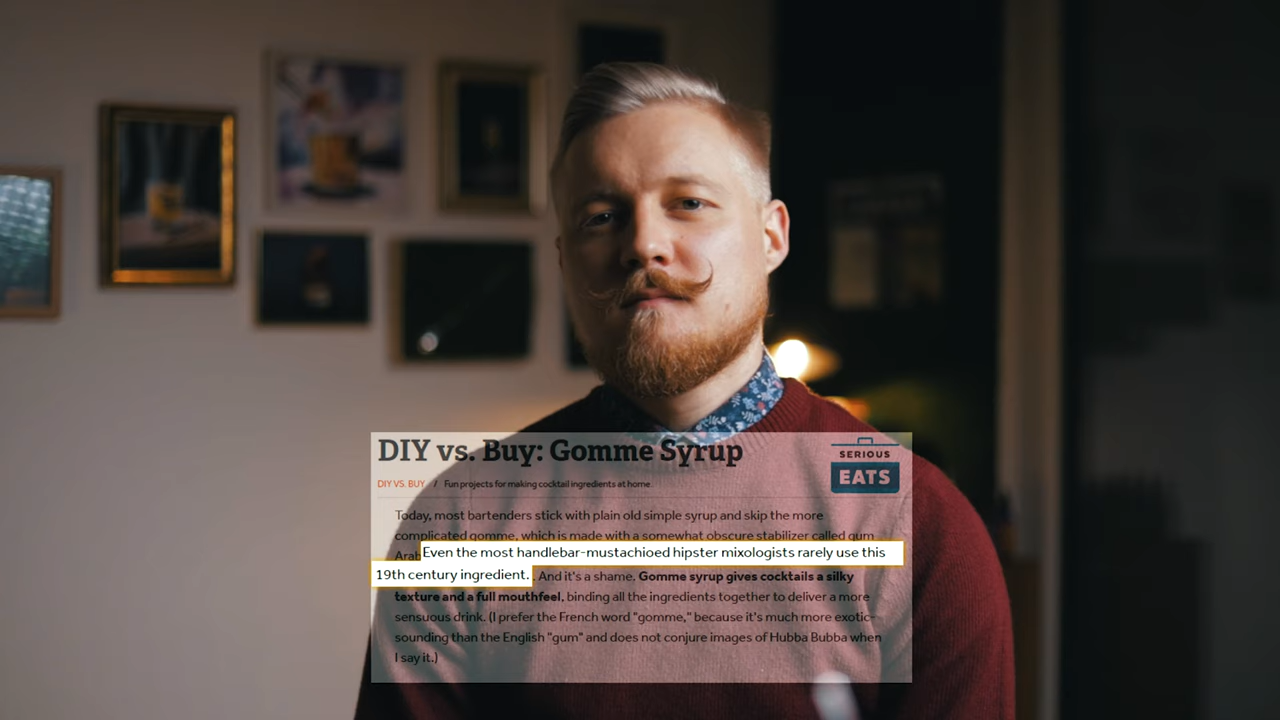 DIY vs. Buy: Gomme Syrup
SERIOUS
EATS
DIY VS. BUY / Fun projects for making cocktail ingredients at home
Today, most bartenders stick with plain old simple syrup and skip the more
complicated gomme, which is made with a somewhat obscure stabilizer called gum
Arab
Even the most handlebar-mustachioed hipster mixologists rarely use this
19th century ingredient. . And it's a shame. Gomme syrup gives cocktails a silky
texture and a full mouthfeel, binding all the ingredients together to deliver a more
sensuous drink. (I prefer the French word "gomme," because it's much more exotic-
sounding than the English "gum" and does not conjure images of Hubba Bubba when
I say it.)